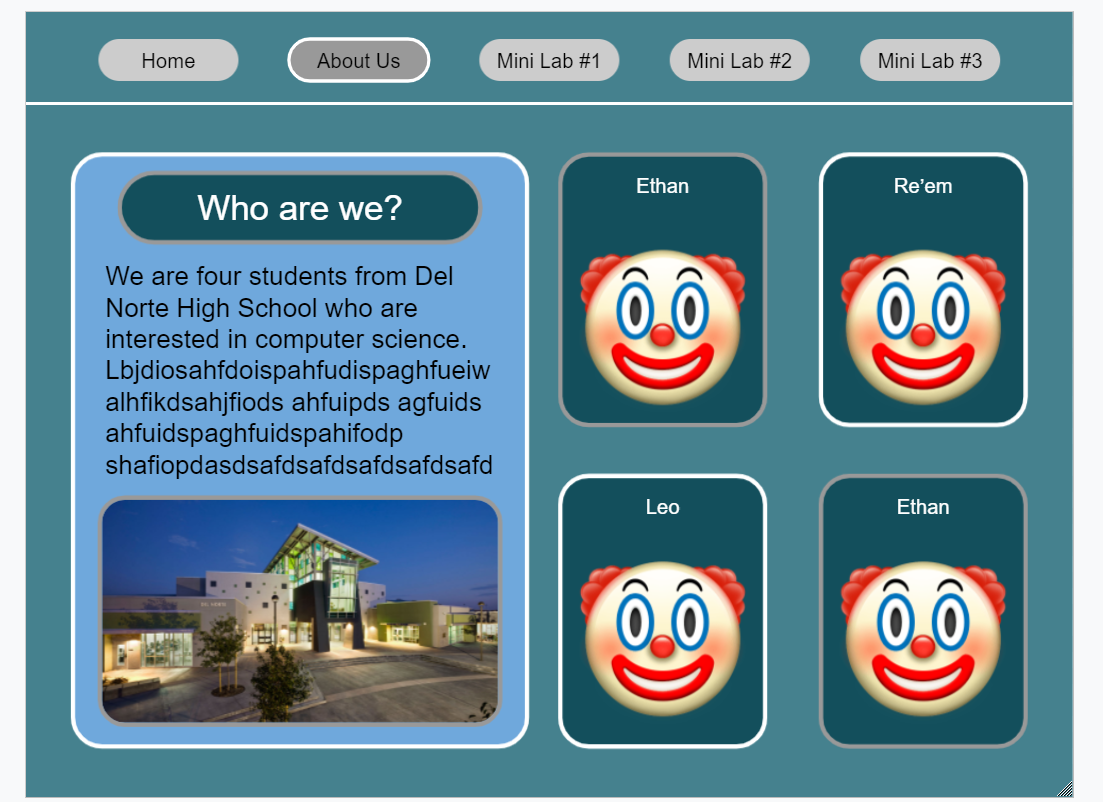 Home
About Us
Mini Lab #1
Mini Lab #2
Mini Lab #3
Who are we?
We are four students from Del
Norte High School who are
interested in computer science.
Lbjdiosahfdoispahfudispaghfueiw
alhfikdsahjfiods ahfuipds agfuids
ahfuidspaghfuidspahifodp
shafiopdasdsafdsafdsafdsafdsafd
Ethan
Re'em
Leo
Ethan